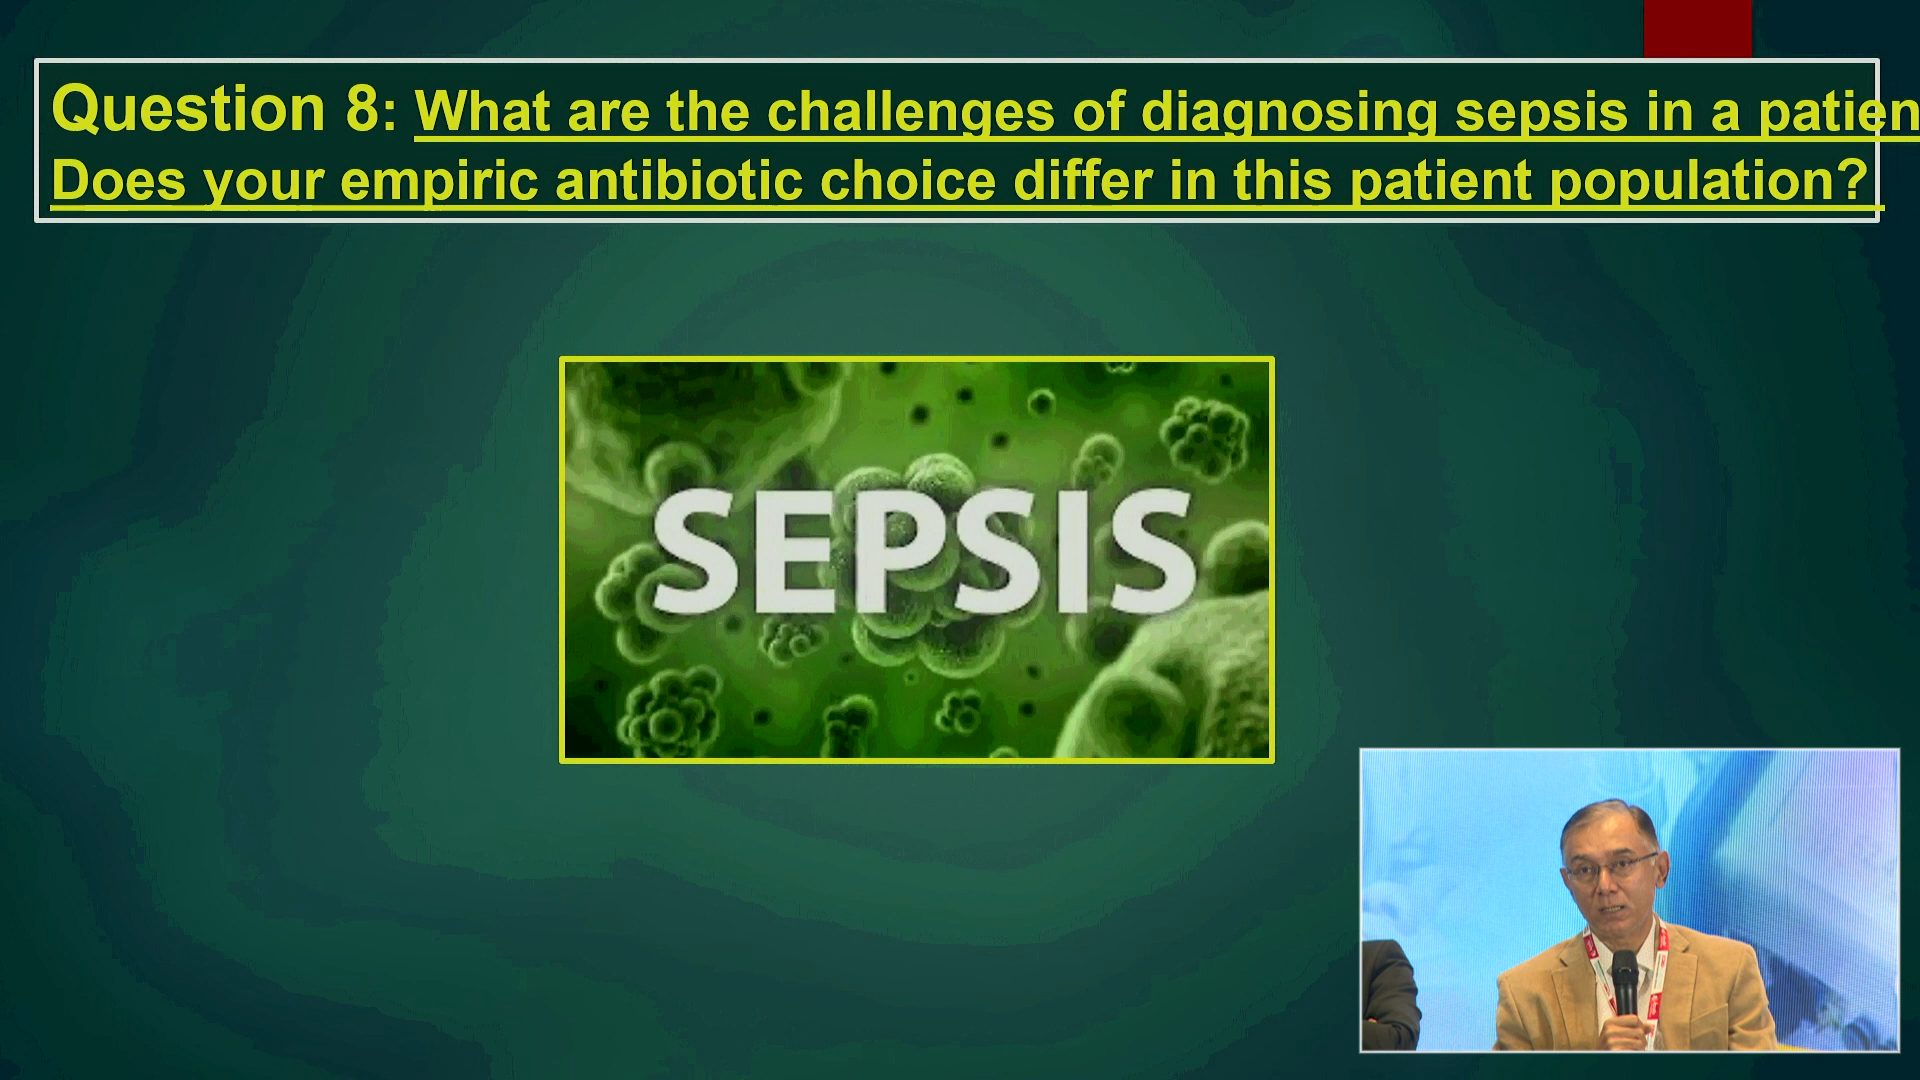 Question 8: What are the challenges of diagnosing sepsis in a patien
Does your empiric antibiotic choice differ in this patient population?
SEPSIS